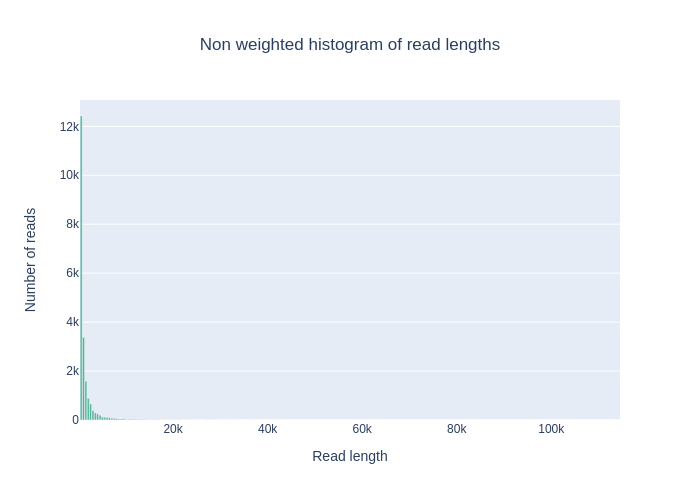 Non weighted histogram of read lengths
Number of reads
12k
10k
8k
6k
4k
2k
0
20k 40k 60k 80k 100k
Read length